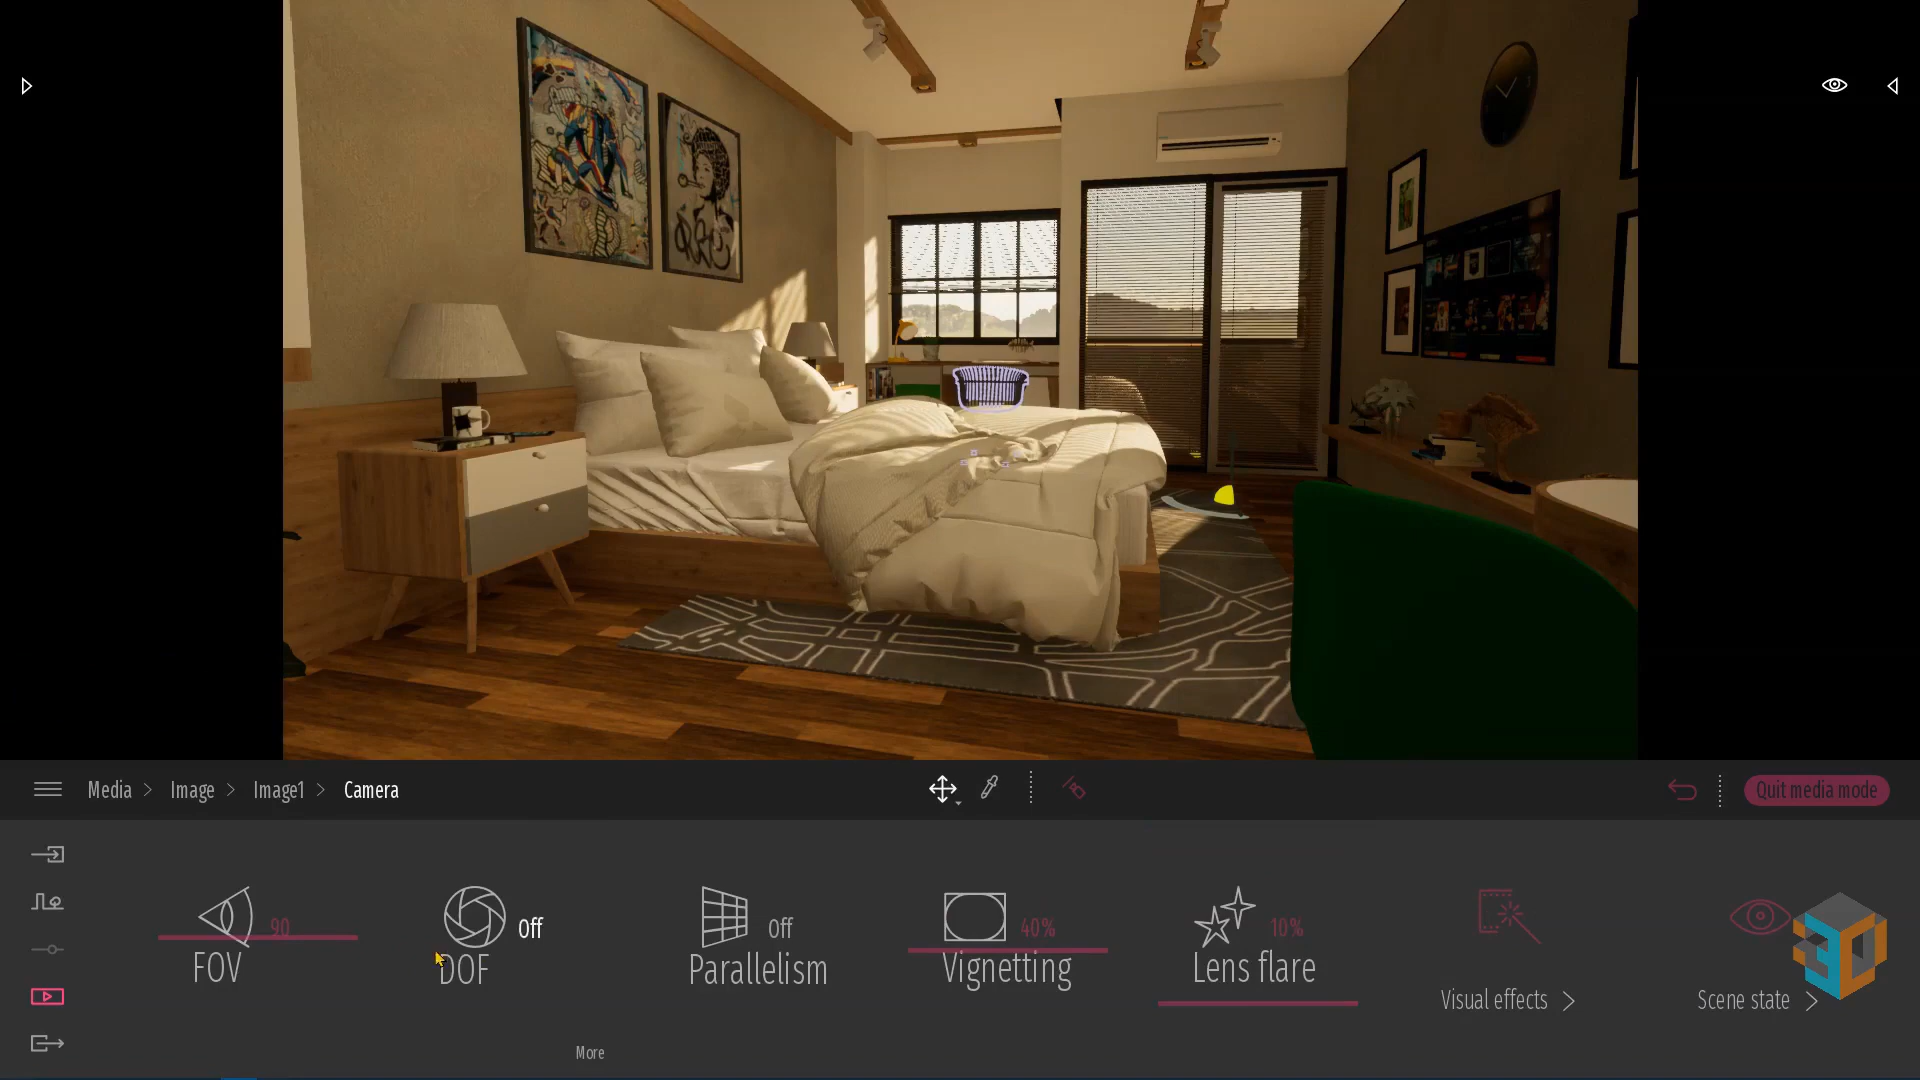 Media > Image > Image1 > Camera
Quit media mode
90
FOV
Off
DOF
Off
Parallelism
40%
Vignetting
10%
Lens flare
Visual effects >
Scene state >
3D
More